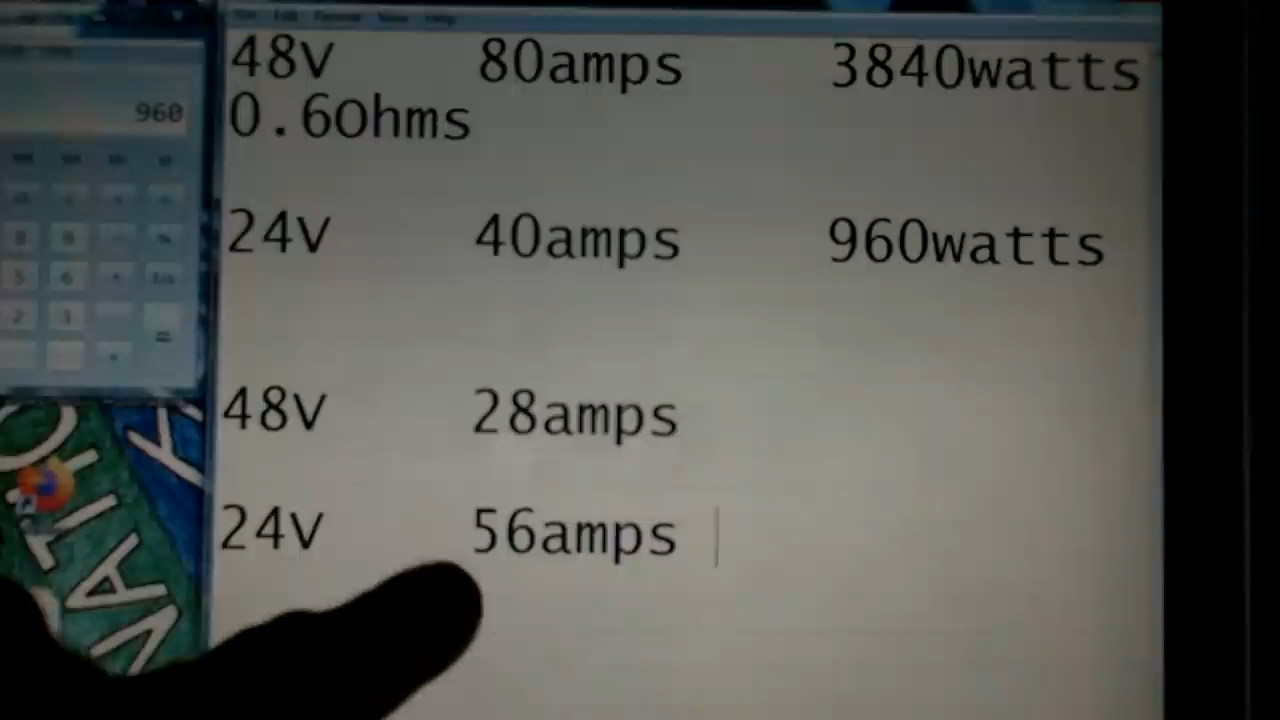 48V 80amps 3840watts
0.6Ohms
24V 40amps 960watts
48V 28amps
24V 56amps
960